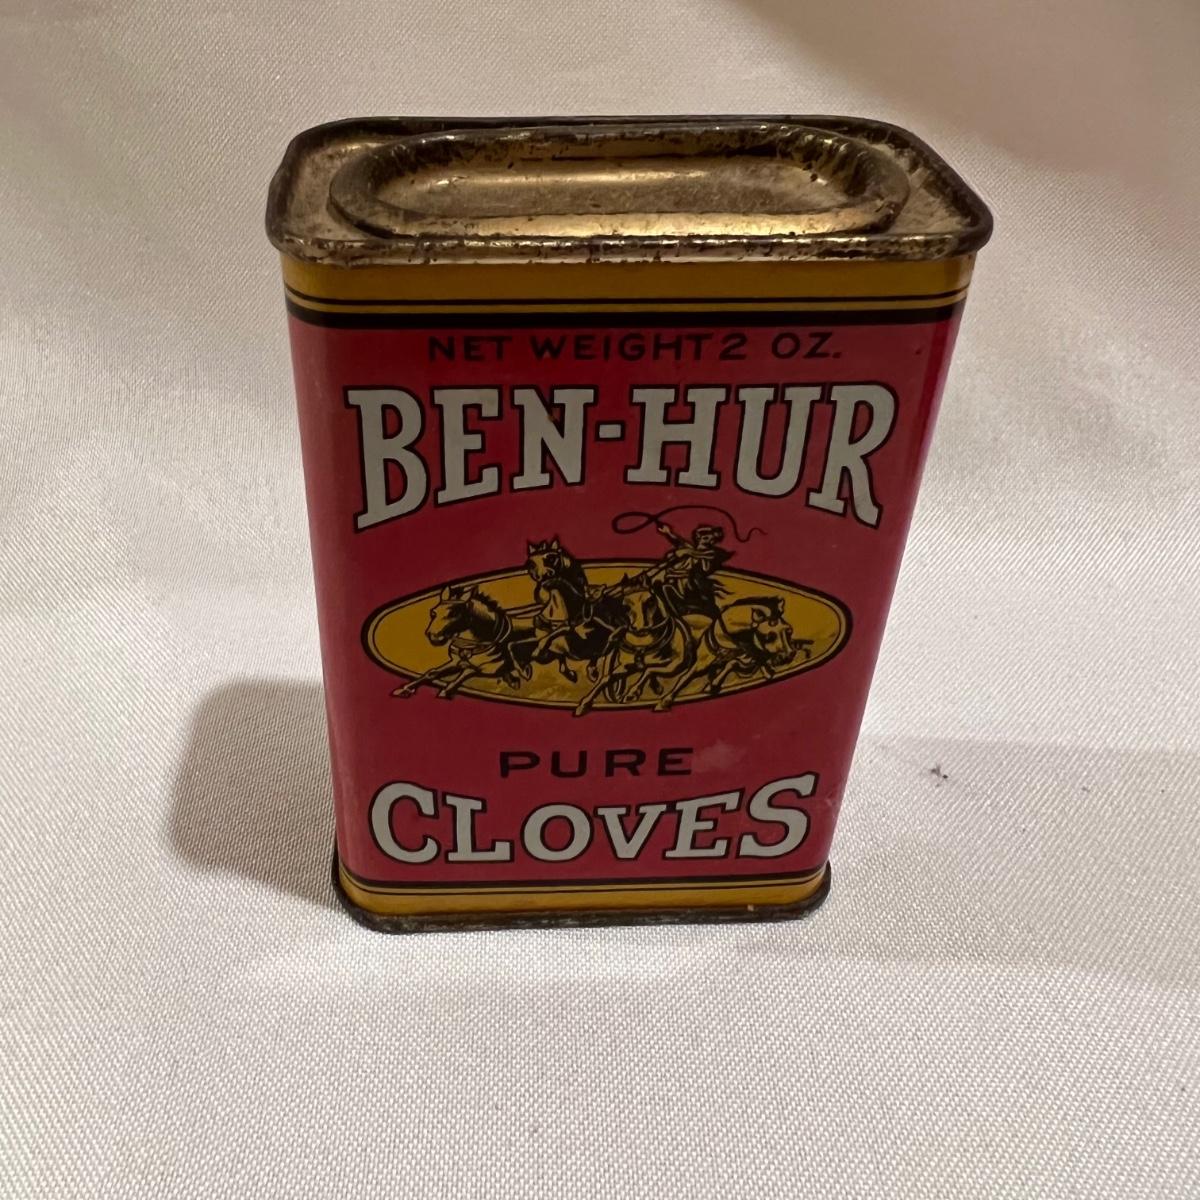 NET WEIGHT 2 OZ.
BEN-HUR
PURE
CLOVES